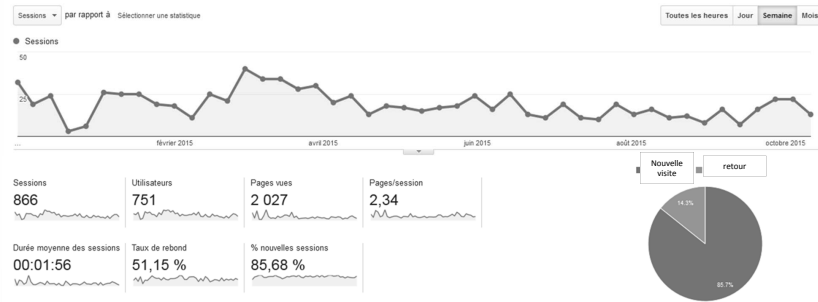 Sessions par rapport à Sélectionner une statistique
Toutes les heures Jour Semaine Mois
Sessions
50
25
... février 2015 avril 2015 juin 2015 août 2015 octobre 2015
Nouvelle visite
retour
Sessions Utilisateurs Pages vues Pages/session
866 751 2 027 2,34
14.3%
Durée moyenne des sessions Taux de rebond % nouvelles sessions
00:01:56 51,15 % 85,68 %
85.7%